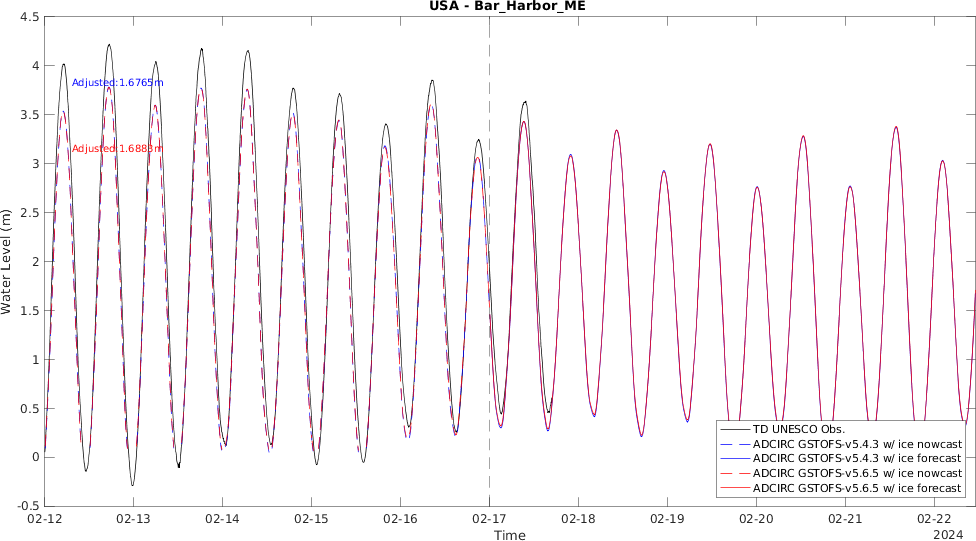 USA - Bar_Harbor_ME
4.5
4
3.5
3
2.5
2
1.5
1
0.5
0
-0.5
Water Level (m)
Adjusted:1.6765m
Adjusted:1.6883m
TD UNESCO Obs.
ADCIRC GSTOFS-v5.4.3 w/ ice nowcast
ADCIRC GSTOFS-v5.4.3 w/ ice forecast
ADCIRC GSTOFS-v5.6.5 w/ ice nowcast
ADCIRC GSTOFS-v5.6.5 w/ ice forecast
02-12 02-13 02-14 02-15 02-16 02-17 02-18 02-19 02-20 02-21 02-22
Time 2024